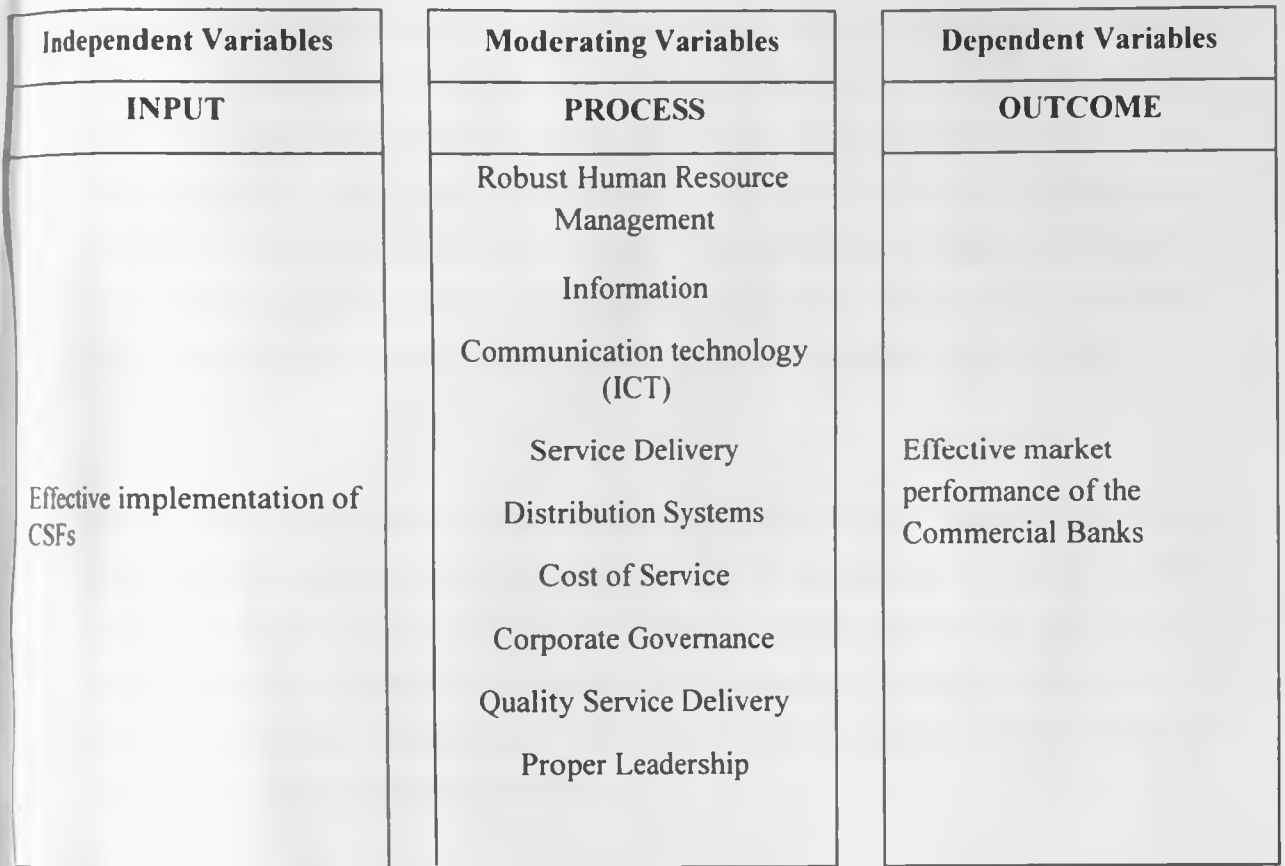 Independent Variables
INPUT
Effective implementation of
CSFs
Moderating Variables
PROCESS
Robust Human Resource
Management
Information
Communication technology
(ICT)
Service Delivery
Distribution Systems
Cost of Service
Corporate Governance
Quality Service Delivery
Proper Leadership
Dependent Variables
OUTCOME
Effective market
performance of the
Commercial Banks